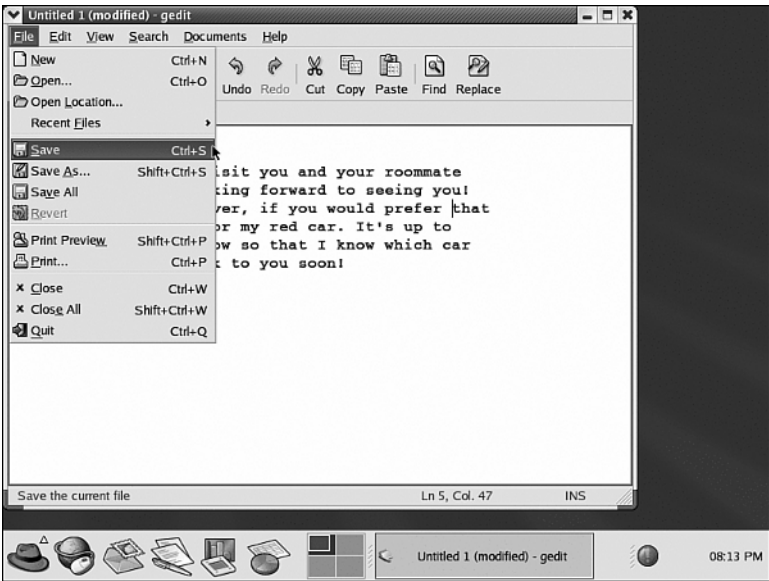 Untitled 1 (modified) - gedit
File Edit View Search Documents Help
New Ctrl+N
Open... Ctrl+O
Open Location...
Recent Files
Save Ctrl+S
Save As... Shift+Ctrl+S
Save All
Revert
Print Preview Shift+Ctrl+P
Print... Ctrl+P
Close Ctrl+W
Close All Shift+Ctrl+W
Quit Ctrl+Q
Undo Redo Cut Copy Paste Find Replace
you and your roommate
forward to seeing you!
if you would prefer that
my red car. It's up to
so that I know which car
to you soon!
Save the current file Ln 5, Col. 47 INS
Untitled 1 (modified) - gedit 08:13 PM